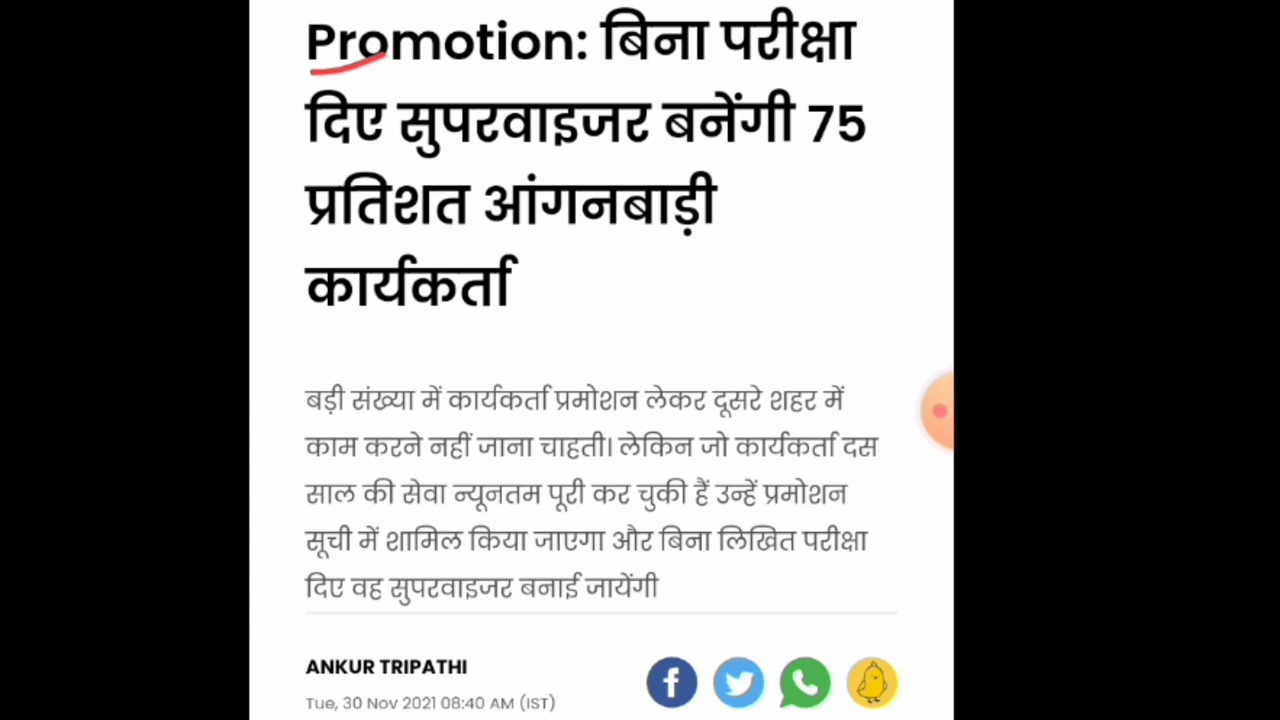 Promotion: बिना परीक्षा
दिए सुपरवाइजर बनेंगी 75
प्रतिशत आंगनबाड़ी
कार्यकर्ता
बड़ी संख्या में कार्यकर्ता प्रमोशन लेकर दूसरे शहर में
काम करने नहीं जाना चाहती। लेकिन जो कार्यकर्ता दस
साल की सेवा न्यूनतम पूरी कर चुकी हैं उन्हें प्रमोशन
सूची में शामिल किया जाएगा और बिना लिखित परीक्षा
दिए वह सुपरवाइजर बनाई जायेंगी
ANKUR TRIPATHI
Tue, 30 Nov 2021 08:40 AM (IST)